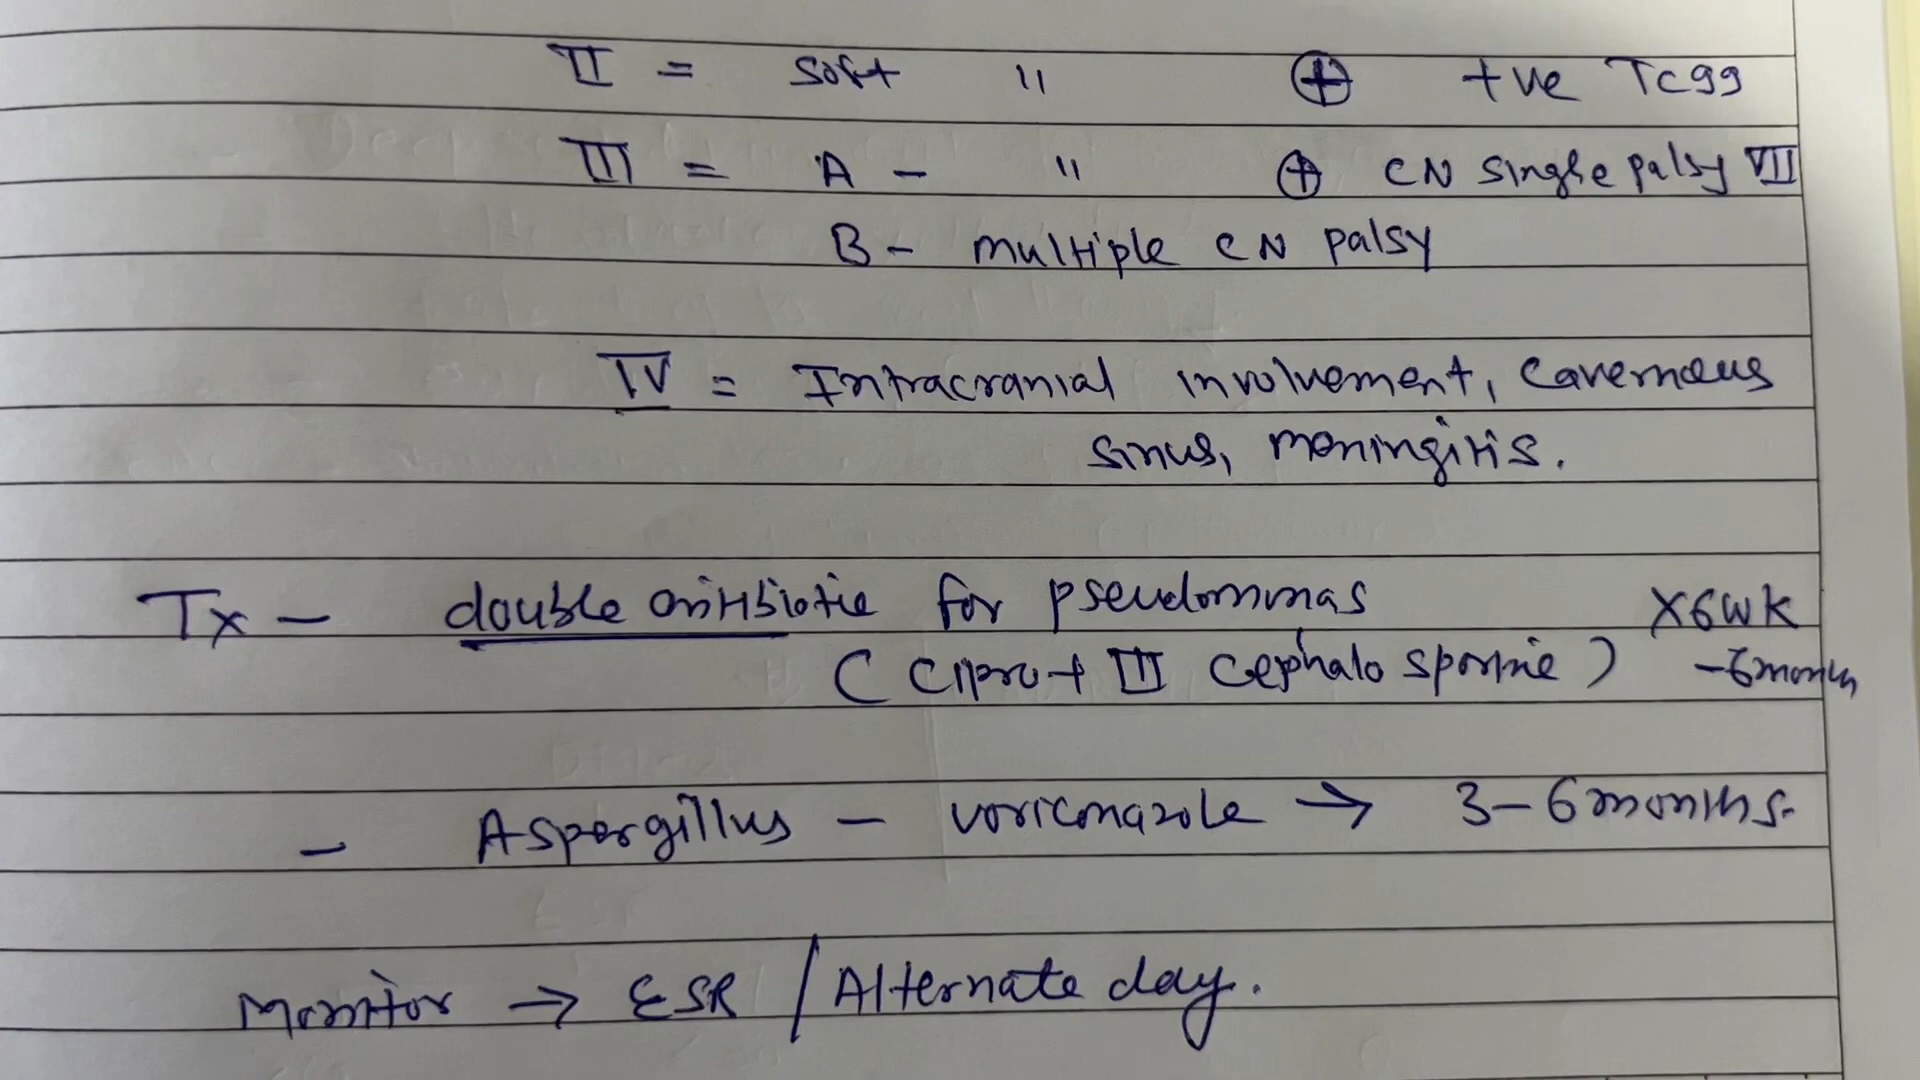 II = soft " ⊕ +ve Tc99
III = A - " ⊕ CN single palsy VII
B - multiple CN palsy
IV = Intracranial involvement, Cavernous
sinus, meningitis.
Tx - double antibiotic for pseudomonas X6WK
(cipro + III cephalosporine) -6month
- Aspergillus - voriconazole → 3-6 months.
Monitor → ESR / Alternate day.